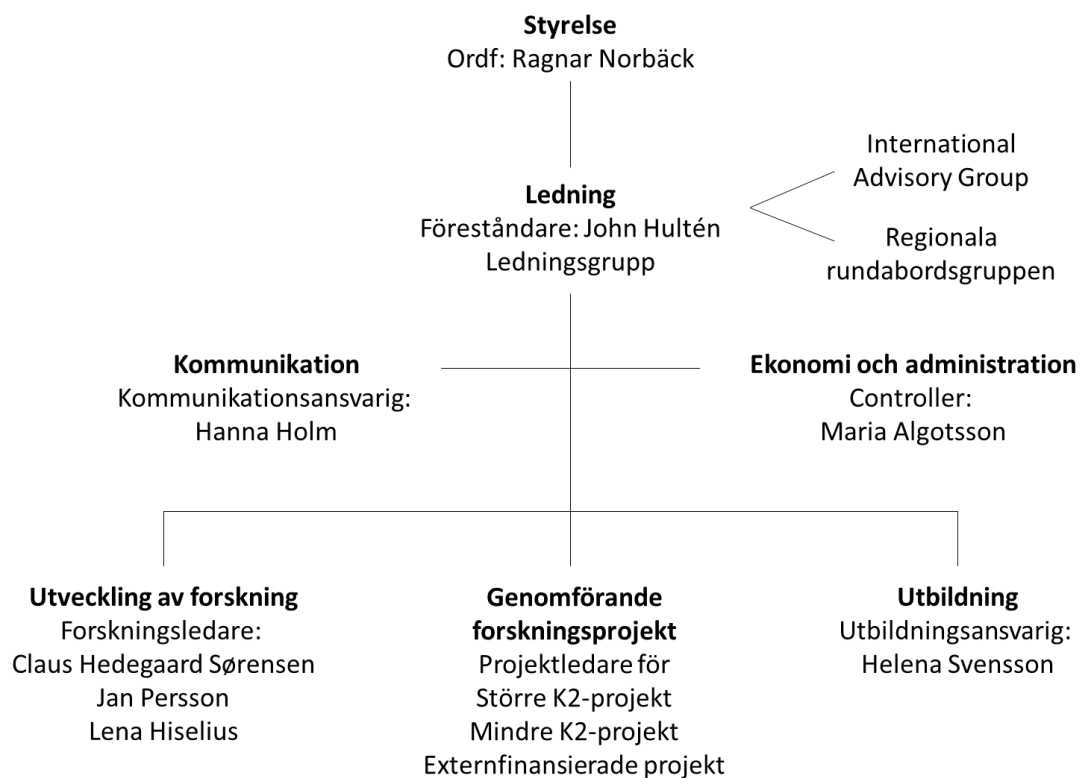 Styrelse
Ordf: Ragnar Norbäck
International
Advisory Group
Ledning
Föreståndare: John Hultén
Ledningsgrupp
Regionala
rundabordsgruppen
Kommunikation
Kommunikationsansvarig:
Hanna Holm
Ekonomi och administration
Controller:
Maria Algotsson
Utveckling av forskning
Forskningsledare:
Claus Hedegaard Sørensen
Jan Persson
Lena Hiselius
Genomförande
forskningsprojekt
Projektledare för
Större K2-projekt
Mindre K2-projekt
Externfinansierade projekt
Utbildning
Utbildningsansvarig:
Helena Svensson